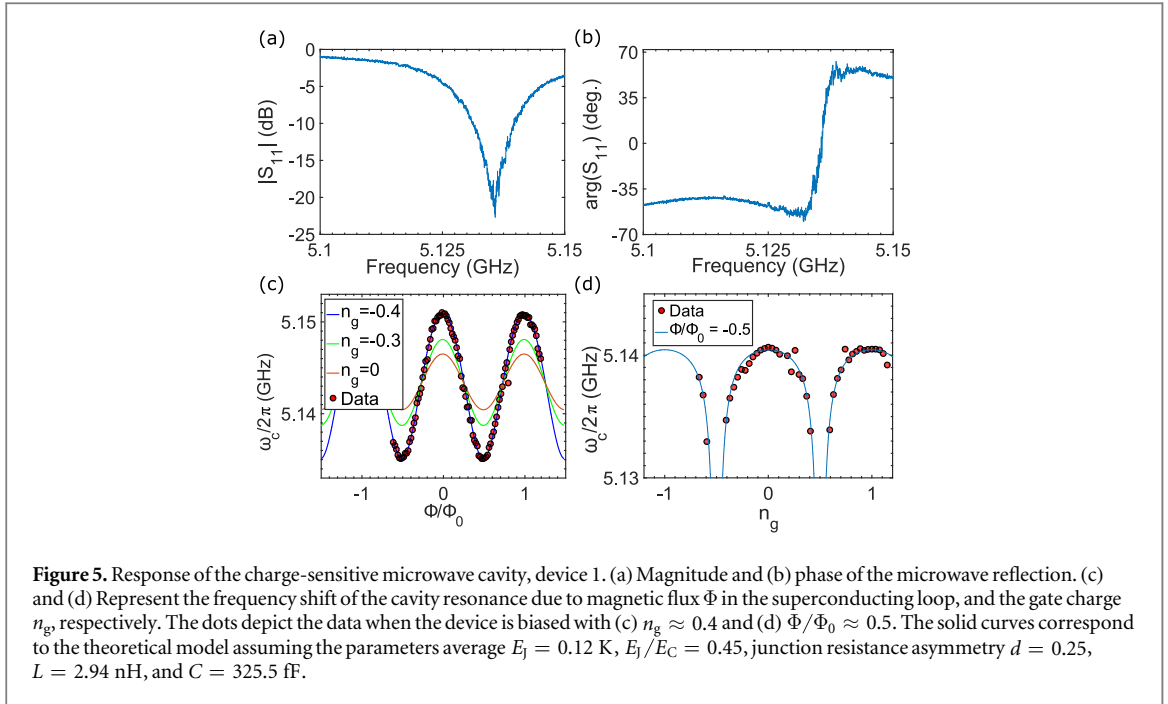 (a)
0
-5
-10
-15
-20
-25
|S11| (dB)
5.1
5.125
5.15
Frequency (GHz)
(b)
70
35
0
-35
-70
arg(S11) (deg.)
5.1
5.125
5.15
Frequency (GHz)
(c)
ng=-0.4
ng=-0.3
ng=0
Data
5.15
5.14
ωc/2π (GHz)
-1
0
1
Φ/Φ0
(d)
Data
Φ/Φ0 = -0.5
5.14
5.13
ωc/2π (GHz)
-1
0
1
ng
Figure 5. Response of the charge-sensitive microwave cavity, device 1. (a) Magnitude and (b) phase of the microwave reflection. (c)
and (d) Represent the frequency shift of the cavity resonance due to magnetic flux Φ in the superconducting loop, and the gate charge
ng, respectively. The dots depict the data when the device is biased with (c) ng ≈ 0.4 and (d) Φ/Φ0 ≈ 0.5. The solid curves correspond
to the theoretical model assuming the parameters average EJ = 0.12 K, EJ/EC = 0.45, junction resistance asymmetry d = 0.25,
L = 2.94 nH, and C = 325.5 fF.